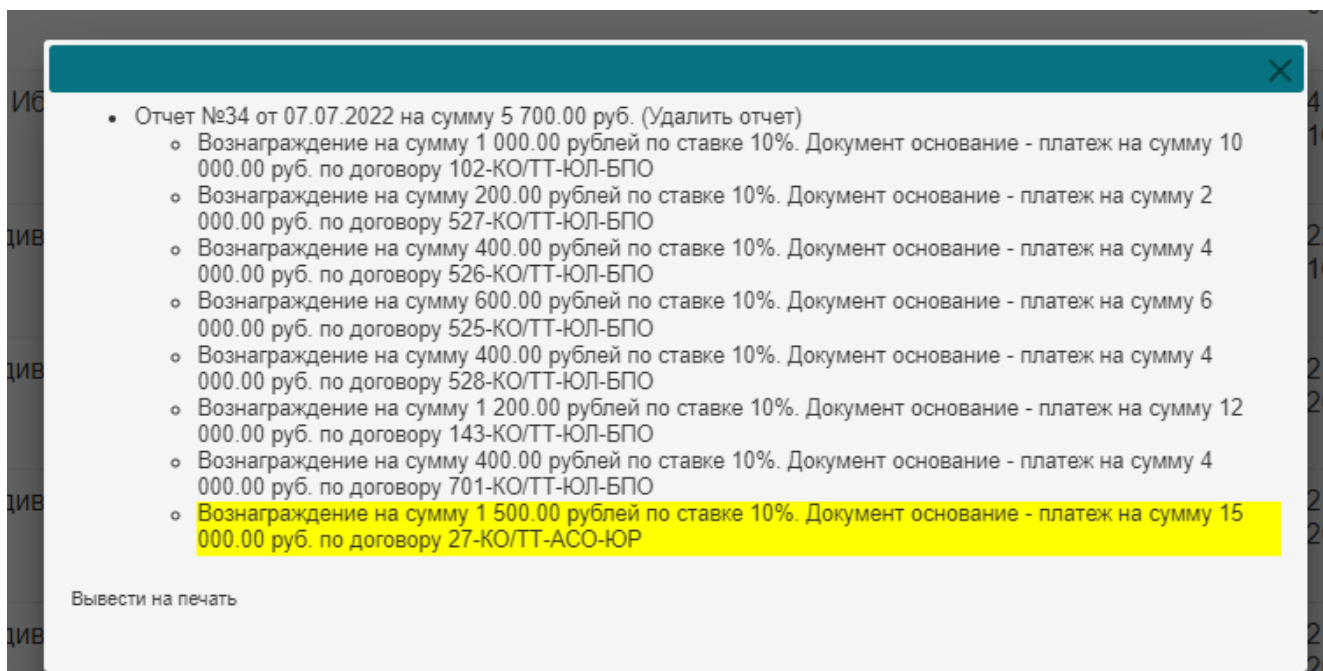 Отчет №34 от 07.07.2022 на сумму 5 700.00 руб. (Удалить отчет)
Вознаграждение на сумму 1 000.00 рублей по ставке 10%. Документ основание - платеж на сумму 10
000.00 руб. по договору 102-КО/ТТ-ЮЛ-БПО
Вознаграждение на сумму 200.00 рублей по ставке 10%. Документ основание - платеж на сумму 2
000.00 руб. по договору 527-КО/ТТ-ЮЛ-БПО
Вознаграждение на сумму 400.00 рублей по ставке 10%. Документ основание - платеж на сумму 4
000.00 руб. по договору 526-КО/ТТ-ЮЛ-БПО
Вознаграждение на сумму 600.00 рублей по ставке 10%. Документ основание - платеж на сумму 6
000.00 руб. по договору 525-КО/ТТ-ЮЛ-БПО
Вознаграждение на сумму 400.00 рублей по ставке 10%. Документ основание - платеж на сумму 4
000.00 руб. по договору 528-КО/ТТ-ЮЛ-БПО
Вознаграждение на сумму 1 200.00 рублей по ставке 10%. Документ основание - платеж на сумму 12
000.00 руб. по договору 143-КО/ТТ-ЮЛ-БПО
Вознаграждение на сумму 400.00 рублей по ставке 10%. Документ основание - платеж на сумму 4
000.00 руб. по договору 701-КО/ТТ-ЮЛ-БПО
Вознаграждение на сумму 1 500.00 рублей по ставке 10%. Документ основание - платеж на сумму 15
000.00 руб. по договору 27-КО/ТТ-АСО-ЮР
Вывести на печать